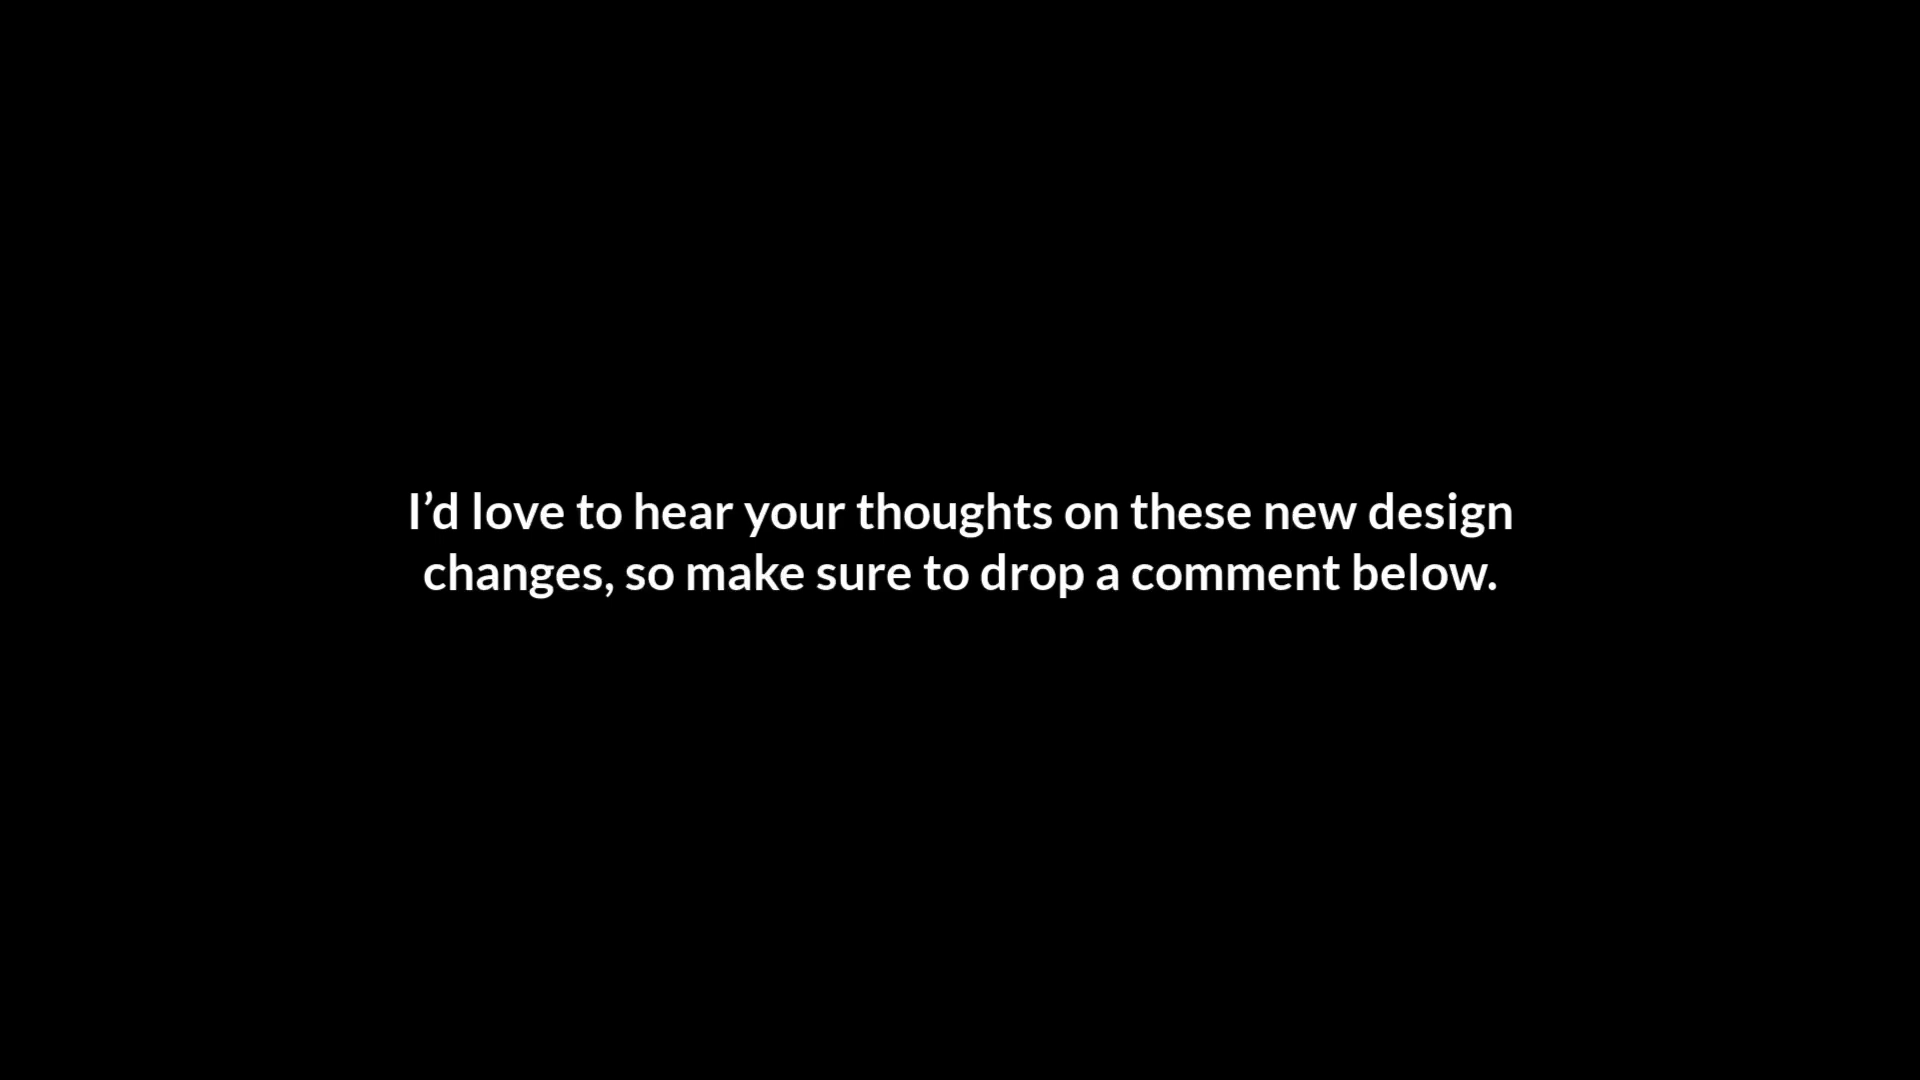 I’d love to hear your thoughts on these new design
changes, so make sure to drop a comment below.